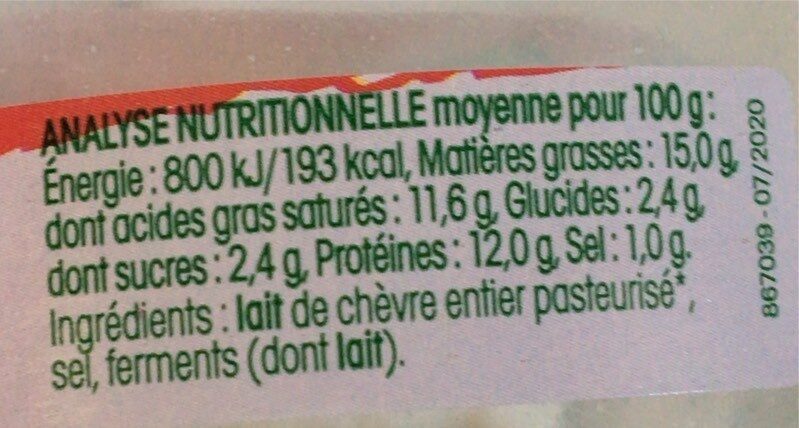 ANALYSE NUTRITIONNELLE moyenne pour 100 g :
Énergie : 800 kJ/193 kcal, Matières grasses : 15,0 g,
dont acides gras saturés : 11,6 g, Glucides : 2,4 g,
dont sucres : 2,4 g, Protéines : 12,0 g, Sel : 1,0 g.
Ingrédients : lait de chèvre entier pasteurisé*,
sel, ferments (dont lait).
867039 - 07/2020